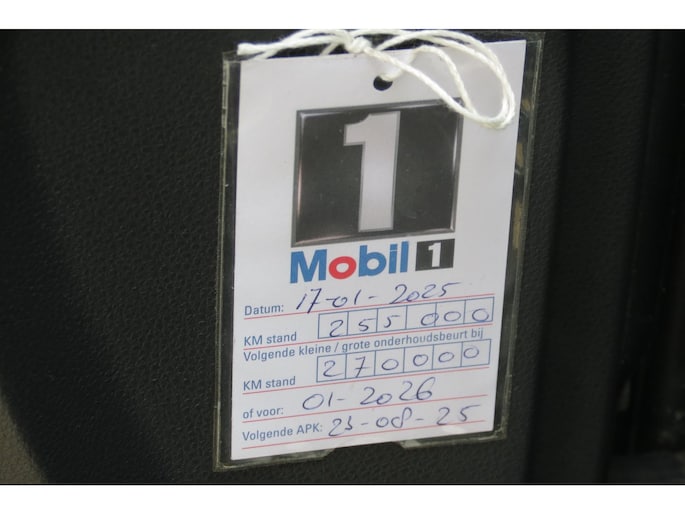 1
Mobil 1
Datum: 17-01-2025
KM stand 255000
Volgende kleine / grote onderhoudsbeurt bij
KM stand 270000
of voor: 01-2026
Volgende APK: 23-08-25